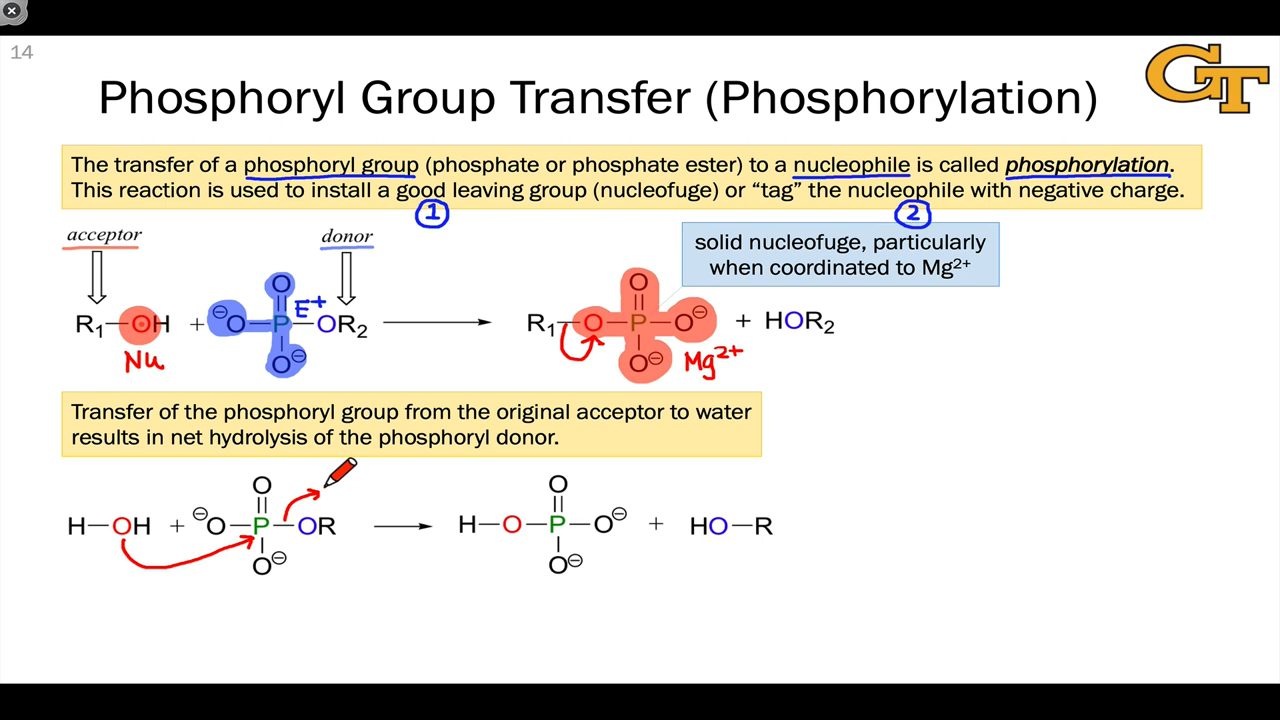 14
GT
Phosphoryl Group Transfer (Phosphorylation)
The transfer of a phosphoryl group (phosphate or phosphate ester) to a nucleophile is called phosphorylation.
This reaction is used to install a good leaving group (nucleofuge) or “tag” the nucleophile with negative charge.
1 2
acceptor donor
solid nucleofuge, particularly
when coordinated to Mg²⁺
O O
R₁–OH + ⊖O–P–OR₂ E⁺ → R₁–O–P–O⊖ + HOR₂
O⊖ O⊖
Nu Mg²⁺
Transfer of the phosphoryl group from the original acceptor to water
results in net hydrolysis of the phosphoryl donor.
O O
H–OH + ⊖O–P–OR → H–O–P–O⊖ + HO–R
O⊖ O⊖